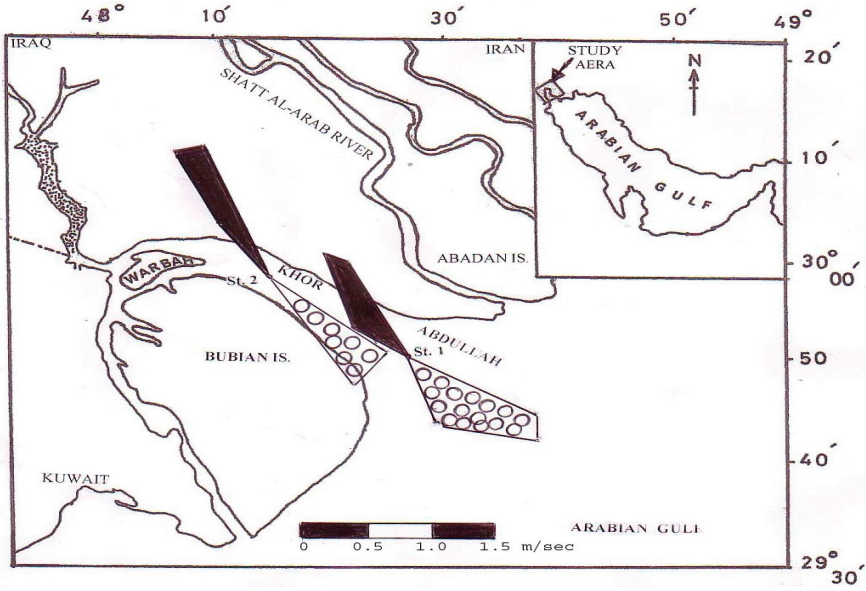 48° 10′ 30′ 50′ 49°
IRAQ
IRAN
STUDY
AERA
N
20′
SHATT AL-ARAB RIVER
ARABIAN GULF
10′
WARBAH
KHOR
ABADAN IS.
30°
00′
St. 2
ABDULLAH
St. 1
BUBIAN IS.
50′
40′
KUWAIT
ARABIAN GULF
0 0.5 1.0 1.5 m/sec
29°
30′